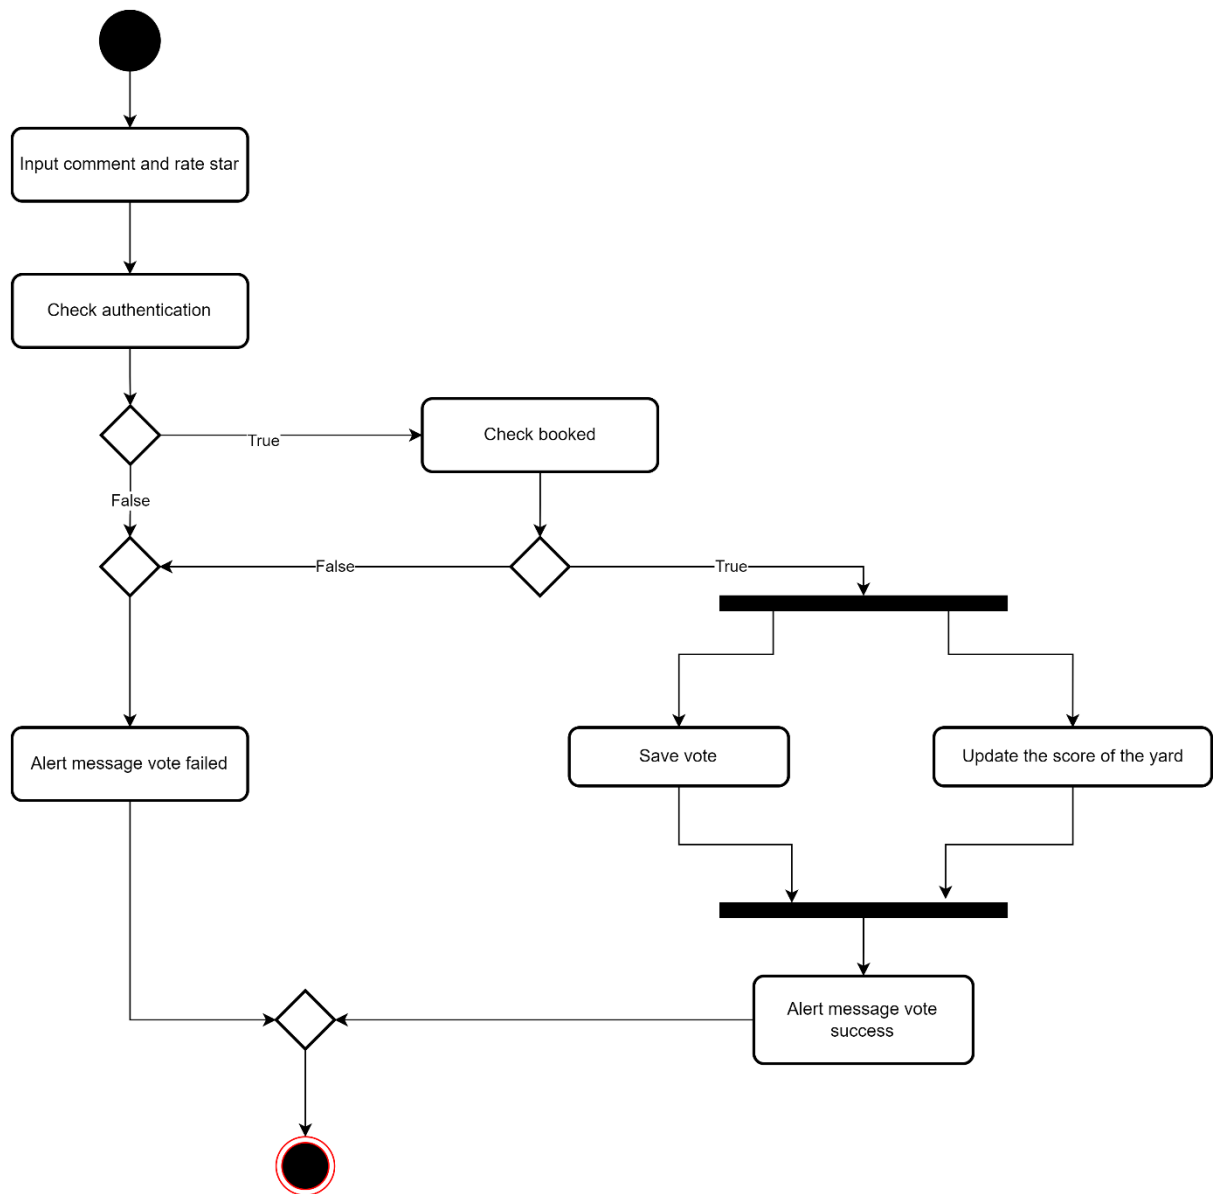 Input comment and rate star
Check authentication
Check booked
True
False
False
True
Save vote
Update the score of the yard
Alert message vote failed
Alert message vote
success